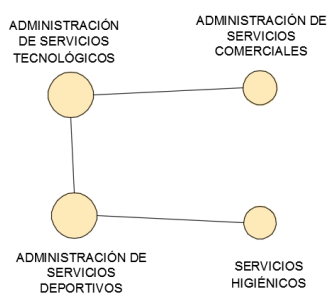 ADMINISTRACIÓN
DE SERVICIOS
TECNOLÓGICOS
ADMINISTRACIÓN DE
SERVICIOS
COMERCIALES
ADMINISTRACIÓN DE
SERVICIOS
DEPORTIVOS
SERVICIOS
HIGIÉNICOS